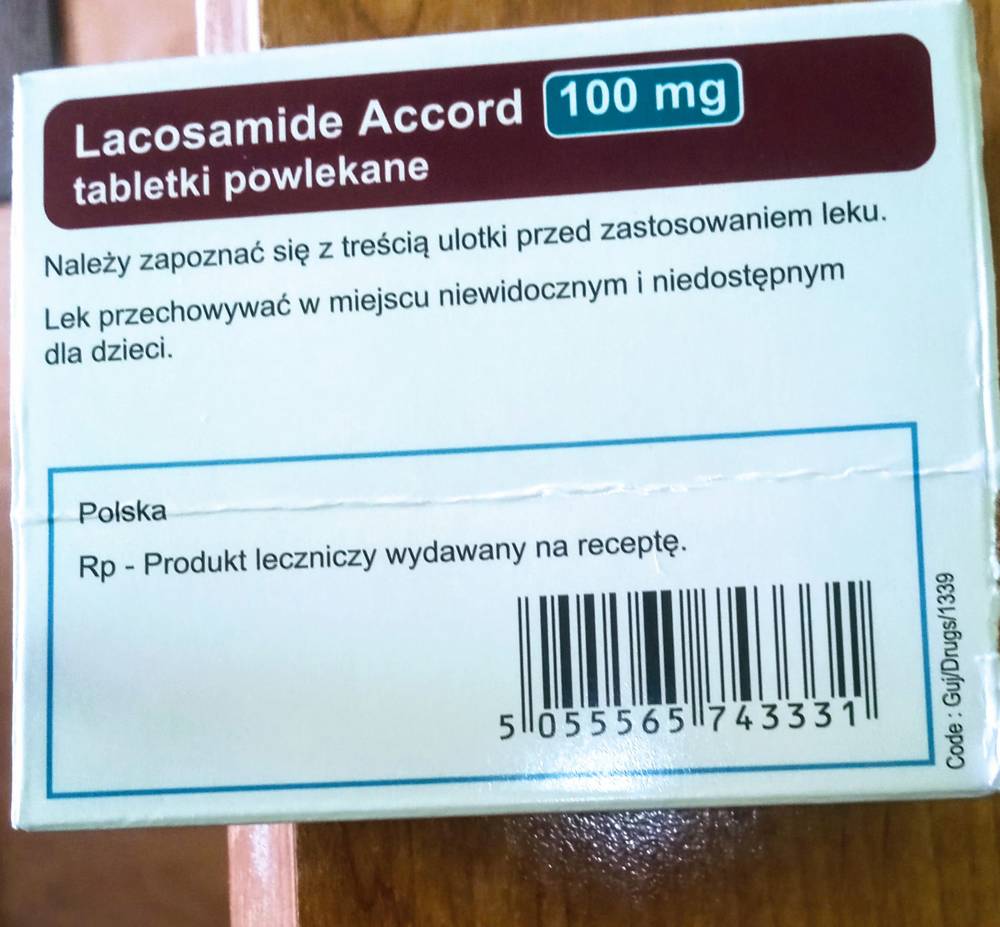 Lacosamide Accord 100 mg
tabletki powlekane
Należy zapoznać się z treścią ulotki przed zastosowaniem leku.
Lek przechowywać w miejscu niewidocznym i niedostępnym
dla dzieci.
Polska
Rp - Produkt leczniczy wydawany na receptę.
5 055565 743331
Code : Guj/Drugs/1339